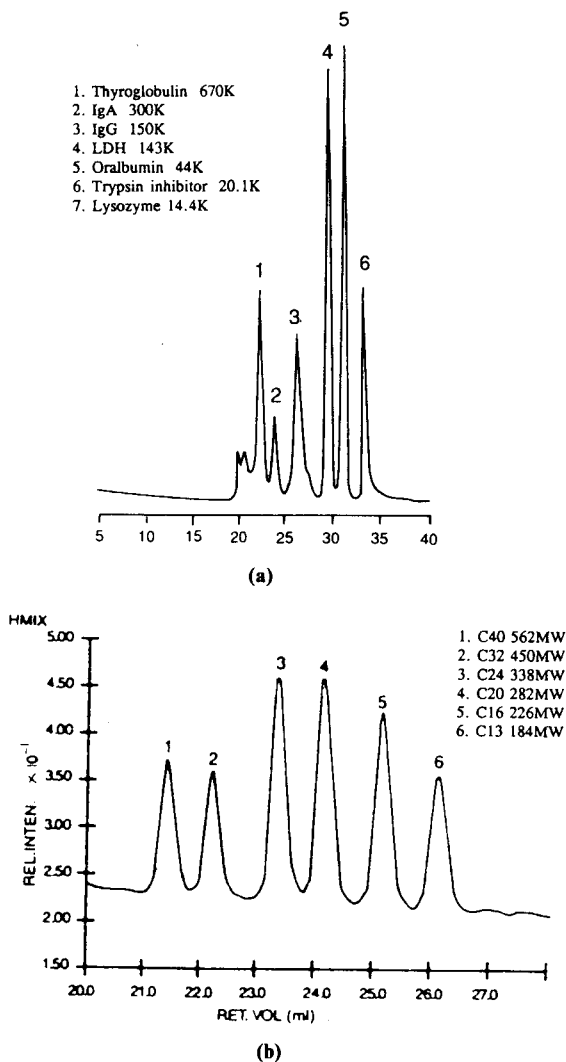 1. Thyroglobulin 670K
2. IgA 300K
3. IgG 150K
4. LDH 143K
5. Oralbumin 44K
6. Trypsin inhibitor 20.1K
7. Lysozyme 14.4K
1
2
3
4
5
6
5 10 15 20 25 30 35 40
(a)
HMIX
1. C40 562MW
2. C32 450MW
3. C24 338MW
4. C20 282MW
5. C16 226MW
6. C13 184MW
REL.INTEN. × 10⁻¹
5.00
4.50
4.00
3.50
3.00
2.50
2.00
1.50
1
2
3
4
5
6
20.0 21.0 22.0 23.0 24.0 25.0 26.0 27.0
RET. VOL (ml)
(b)